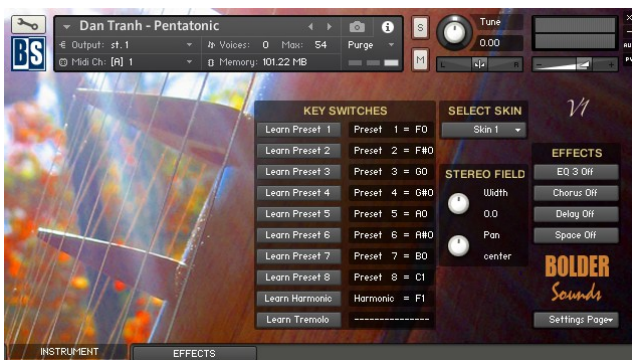 Dan Tranh - Pentatonic
Output: st.1 Voices: 0 Max: 54 Purge
Midi Ch: [A] 1 Memory: 101.22 MB
S
M
Tune
0.00
L R
- +
AU
PV
BS
V1
KEY SWITCHES
Learn Preset 1 Preset 1 = F0
Learn Preset 2 Preset 2 = F#0
Learn Preset 3 Preset 3 = G0
Learn Preset 4 Preset 4 = G#0
Learn Preset 5 Preset 5 = A0
Learn Preset 6 Preset 6 = A#0
Learn Preset 7 Preset 7 = B0
Learn Preset 8 Preset 8 = C1
Learn Harmonic Harmonic = F1
Learn Tremolo ---------------
SELECT SKIN
Skin 1
STEREO FIELD
Width
0.0
Pan
center
EFFECTS
EQ 3 Off
Chorus Off
Delay Off
Space Off
BOLDER
Sounds
Settings Page
INSTRUMENT EFFECTS